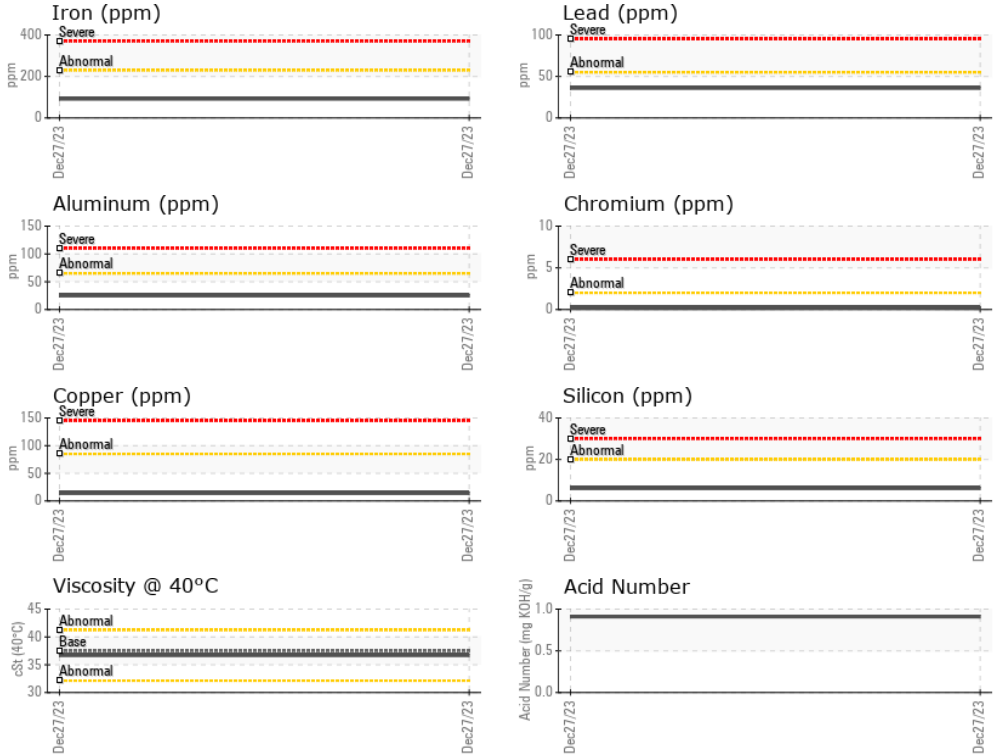 Iron (ppm)
400
200
0
ppm
Severe
Abnormal
Dec27/23
Dec27/23
Lead (ppm)
100
50
0
ppm
Severe
Abnormal
Dec27/23
Dec27/23
Aluminum (ppm)
150
100
50
0
ppm
Severe
Abnormal
Dec27/23
Dec27/23
Chromium (ppm)
10
5
0
ppm
Severe
Abnormal
Dec27/23
Dec27/23
Copper (ppm)
150
100
50
0
ppm
Severe
Abnormal
Dec27/23
Dec27/23
Silicon (ppm)
40
20
0
ppm
Severe
Abnormal
Dec27/23
Dec27/23
Viscosity @ 40°C
45
40
35
30
cSt (40°C)
Abnormal
Base
Abnormal
Dec27/23
Dec27/23
Acid Number
1.0
0.5
0.0
Acid Number (mg KOH/g)
Dec27/23
Dec27/23